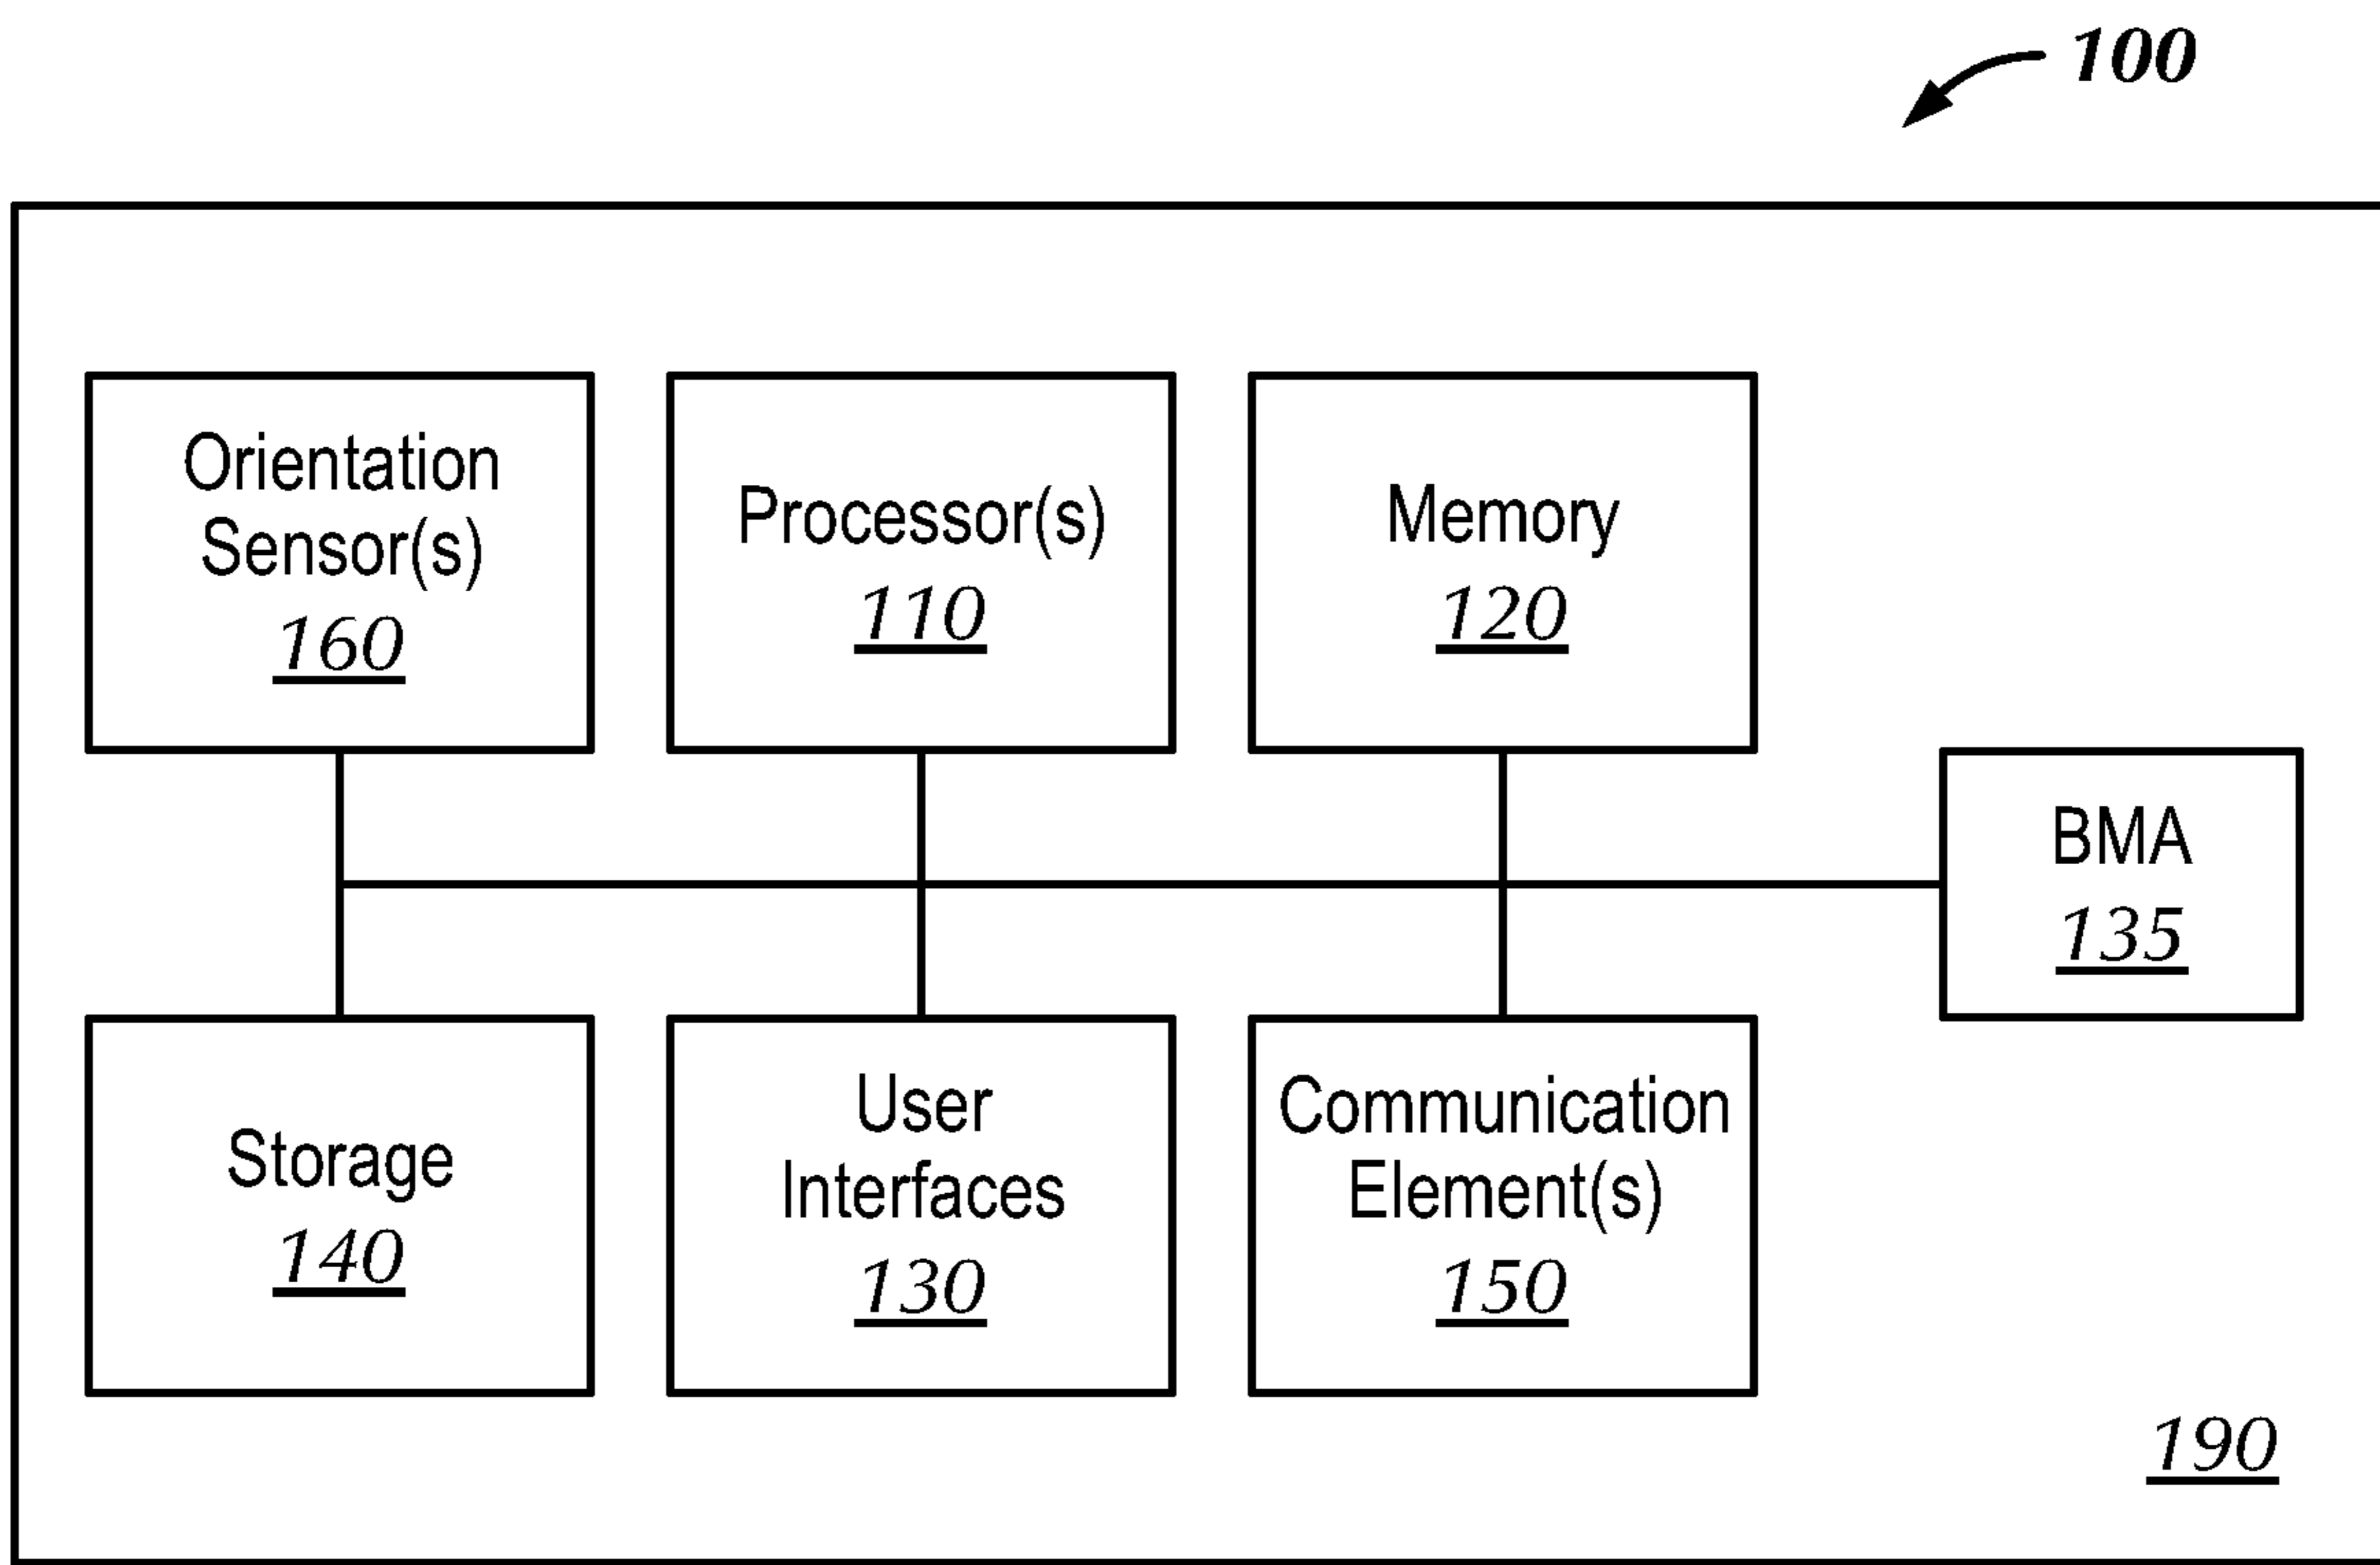 100
Orientation
Sensor(s)
160
Processor(s)
110
Memory
120
BMA
135
Storage
140
User
Interfaces
130
Communication
Element(s)
150
190